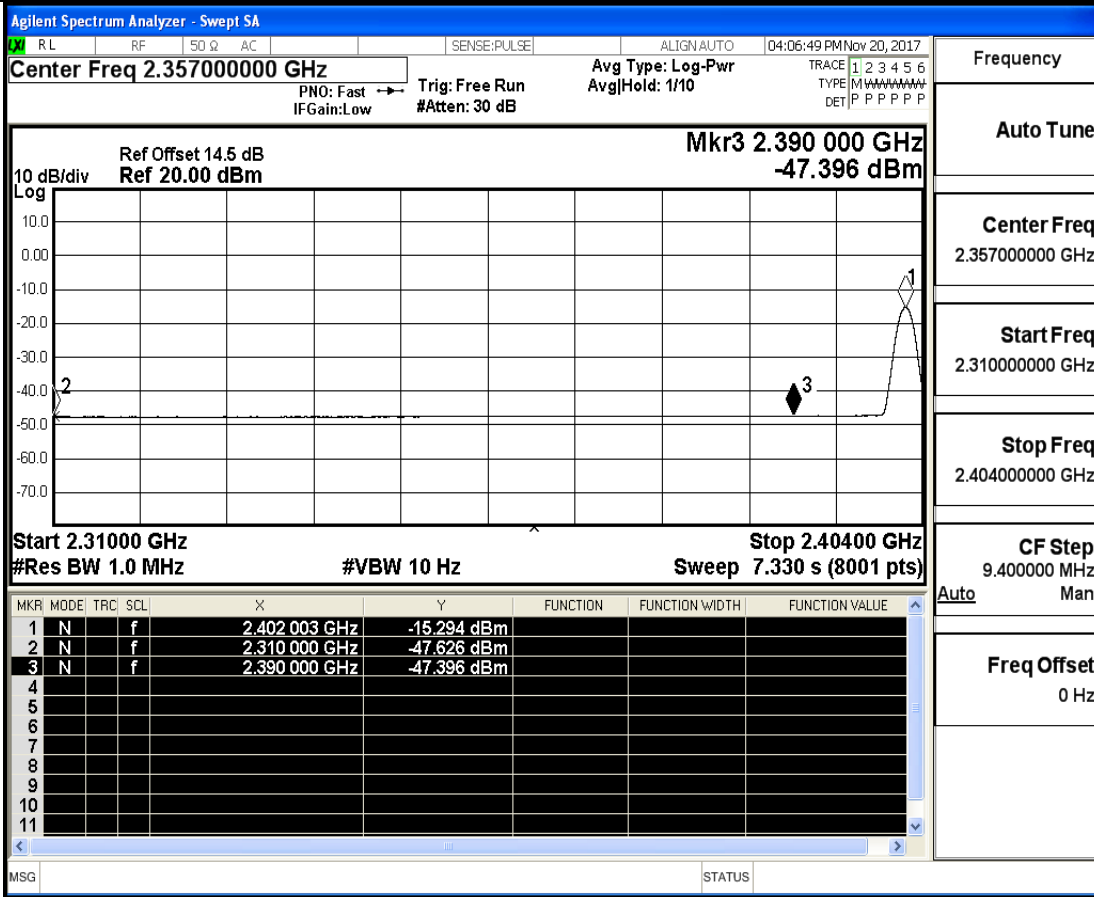 Agilent Spectrum Analyzer - Swept SA
LXI RL RF 50 Ω AC SENSE:PULSE ALIGN AUTO 04:06:49 PM Nov 20, 2017
Center Freq 2.357000000 GHz
PNO: Fast
IFGain:Low
Trig: Free Run
#Atten: 30 dB
Avg Type: Log-Pwr
Avg|Hold: 1/10
TRACE 1 2 3 4 5 6
TYPE M
DET P P P P P P
Mkr3 2.390 000 GHz
-47.396 dBm
Ref Offset 14.5 dB
10 dB/div Ref 20.00 dBm
Log
10.0
0.00
-10.0
-20.0
-30.0
-40.0
-50.0
-60.0
-70.0
1
2
3
Start 2.31000 GHz Stop 2.40400 GHz
#Res BW 1.0 MHz #VBW 10 Hz Sweep 7.330 s (8001 pts)
MKR MODE TRC SCL X Y FUNCTION FUNCTION WIDTH FUNCTION VALUE
1 N f 2.402 003 GHz -15.294 dBm
2 N f 2.310 000 GHz -47.626 dBm
3 N f 2.390 000 GHz -47.396 dBm
4
5
6
7
8
9
10
11
MSG STATUS
Frequency
Auto Tune
Center Freq
2.357000000 GHz
Start Freq
2.310000000 GHz
Stop Freq
2.404000000 GHz
CF Step
9.400000 MHz
Auto Man
Freq Offset
0 Hz